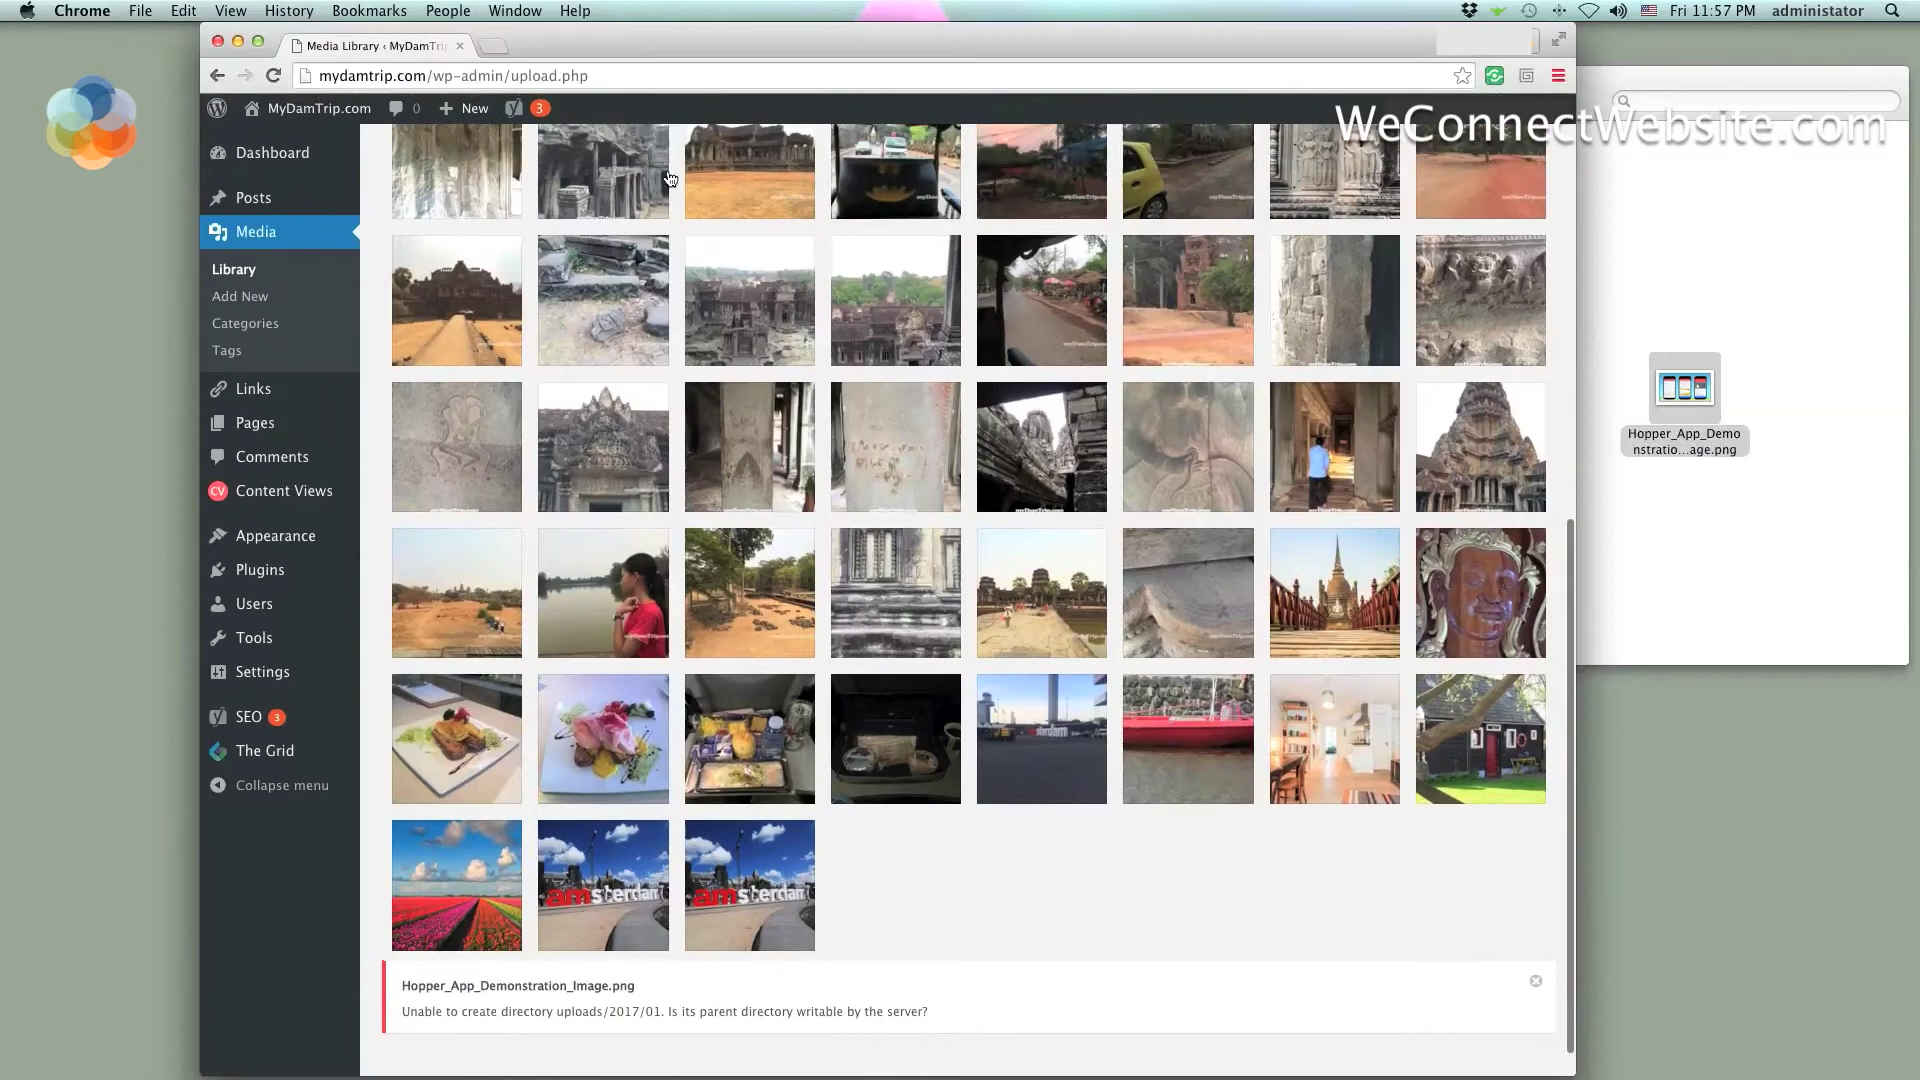 Chrome File Edit View History Bookmarks People Window Help
Fri 11:57 PM administator
Media Library ‹ MyDamTri
mydamtrip.com/wp-admin/upload.php
MyDamTrip.com 0 New 3
WeConnectWebsite.com
Dashboard
Posts
Media
Library
Add New
Categories
Tags
Links
Pages
Comments
CV Content Views
Appearance
Plugins
Users
Tools
Settings
SEO 3
The Grid
Collapse menu
Hopper_App_Demo
nstratio...age.png
amsterdam
amsterdam
Hopper_App_Demonstration_Image.png
Unable to create directory uploads/2017/01. Is its parent directory writable by the server?